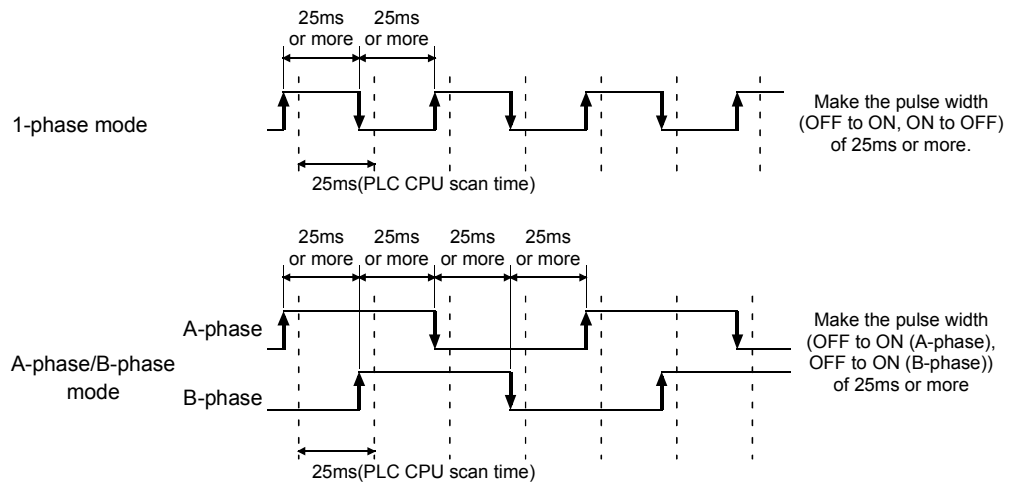 25ms
or more
25ms
or more
1-phase mode
Make the pulse width
(OFF to ON, ON to OFF)
of 25ms or more.
25ms(PLC CPU scan time)
25ms
or more
25ms
or more
25ms
or more
25ms
or more
A-phase/B-phase
mode
A-phase
B-phase
Make the pulse width
(OFF to ON (A-phase),
OFF to ON (B-phase))
of 25ms or more
25ms(PLC CPU scan time)